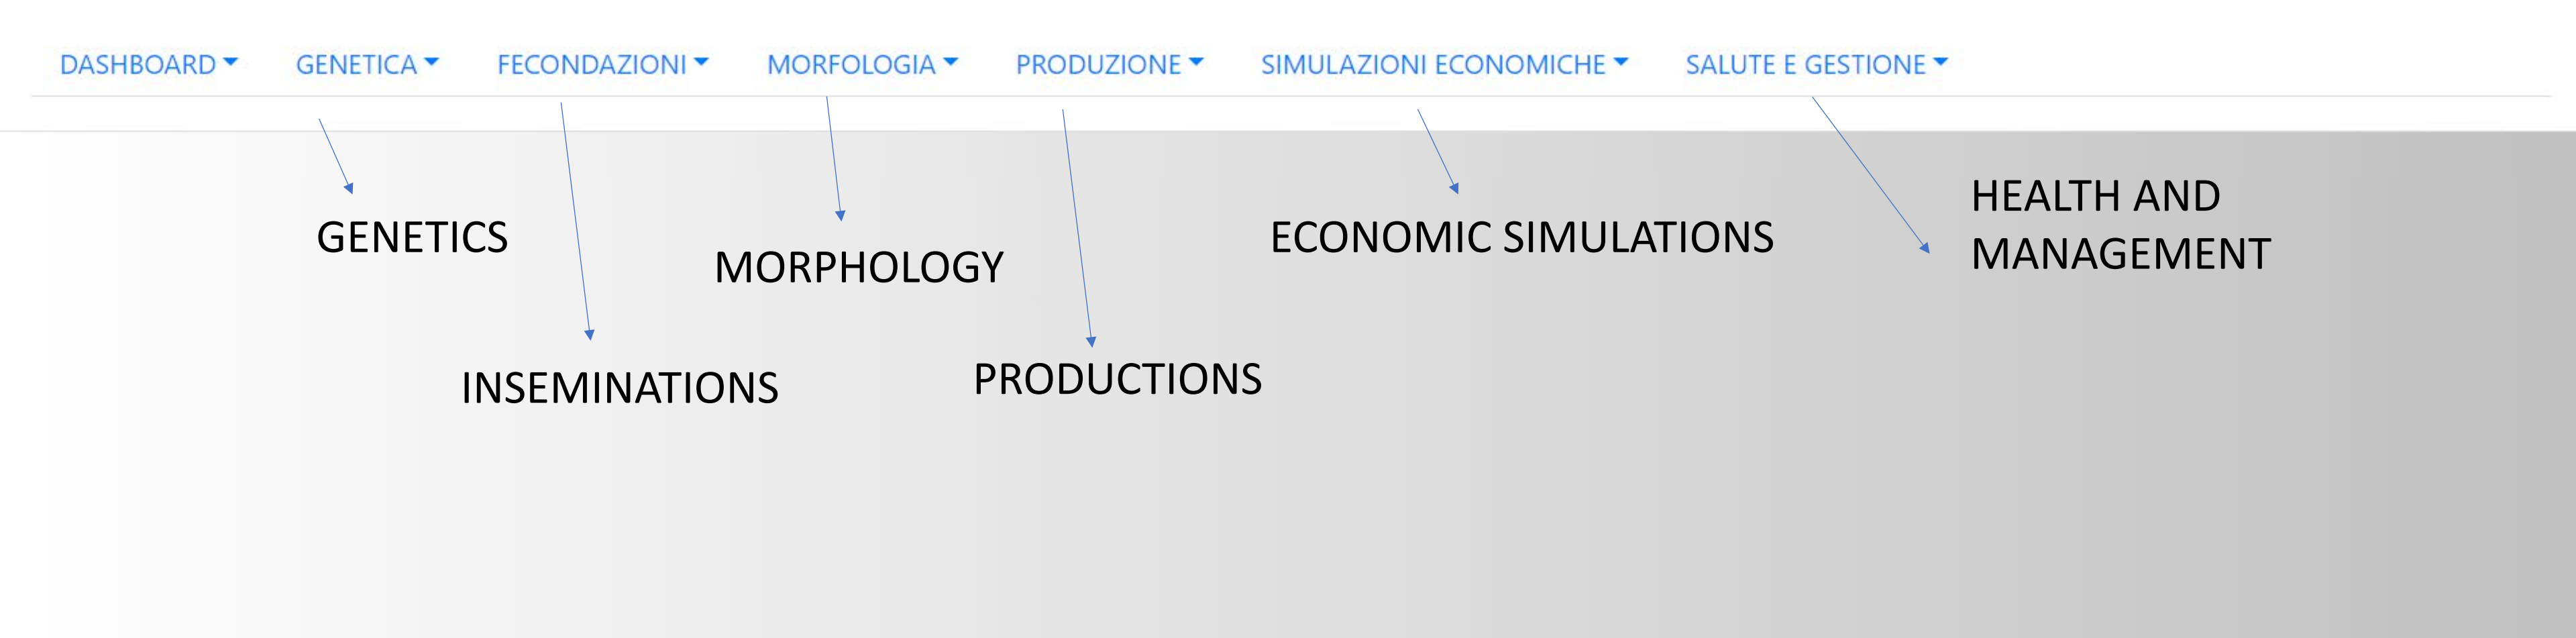 DASHBOARD GENETICA FECONDAZIONI MORFOLOGIA PRODUZIONE SIMULAZIONI ECONOMICHE SALUTE E GESTIONE
GENETICS
INSEMINATIONS
MORPHOLOGY
PRODUCTIONS
ECONOMIC SIMULATIONS
HEALTH AND
MANAGEMENT